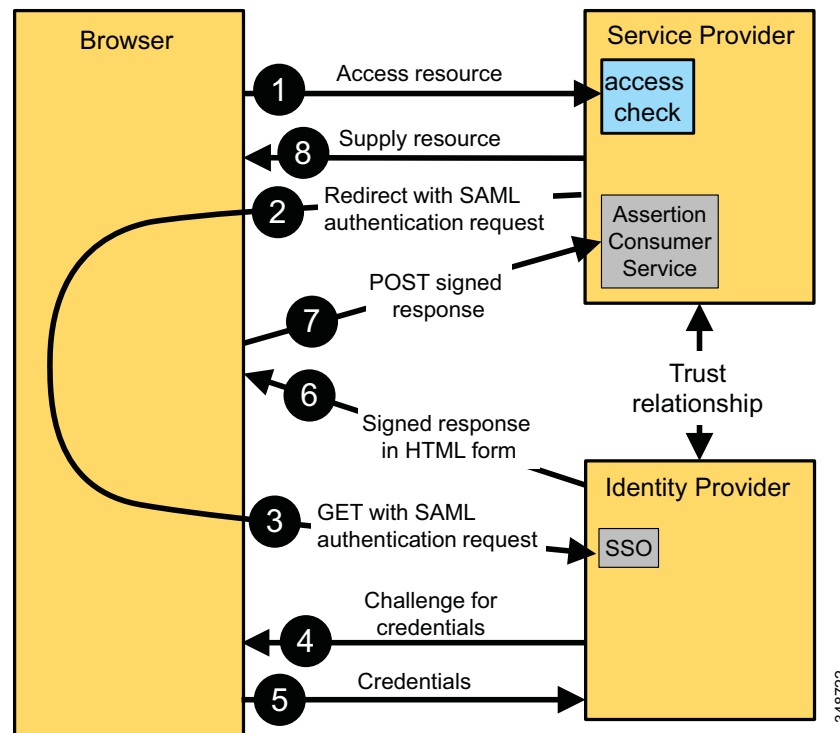 Browser
Service Provider
access
check
1
Access resource
8
Supply resource
2
Redirect with SAML
authentication request
Assertion
Consumer
Service
7
POST signed
response
6
Signed response
in HTML form
Trust
relationship
Identity Provider
3
GET with SAML
authentication request
SSO
4
Challenge for
credentials
5
Credentials
348722